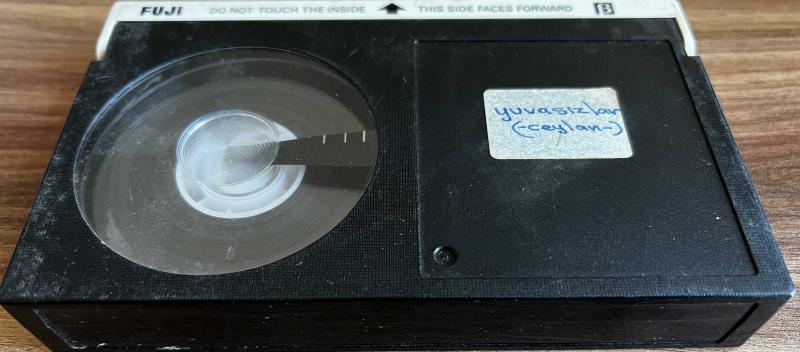 FUJI DO NOT TOUCH THE INSIDE THIS SIDE FACES FORWARD B
yuvasızlar
(-ceylan-)